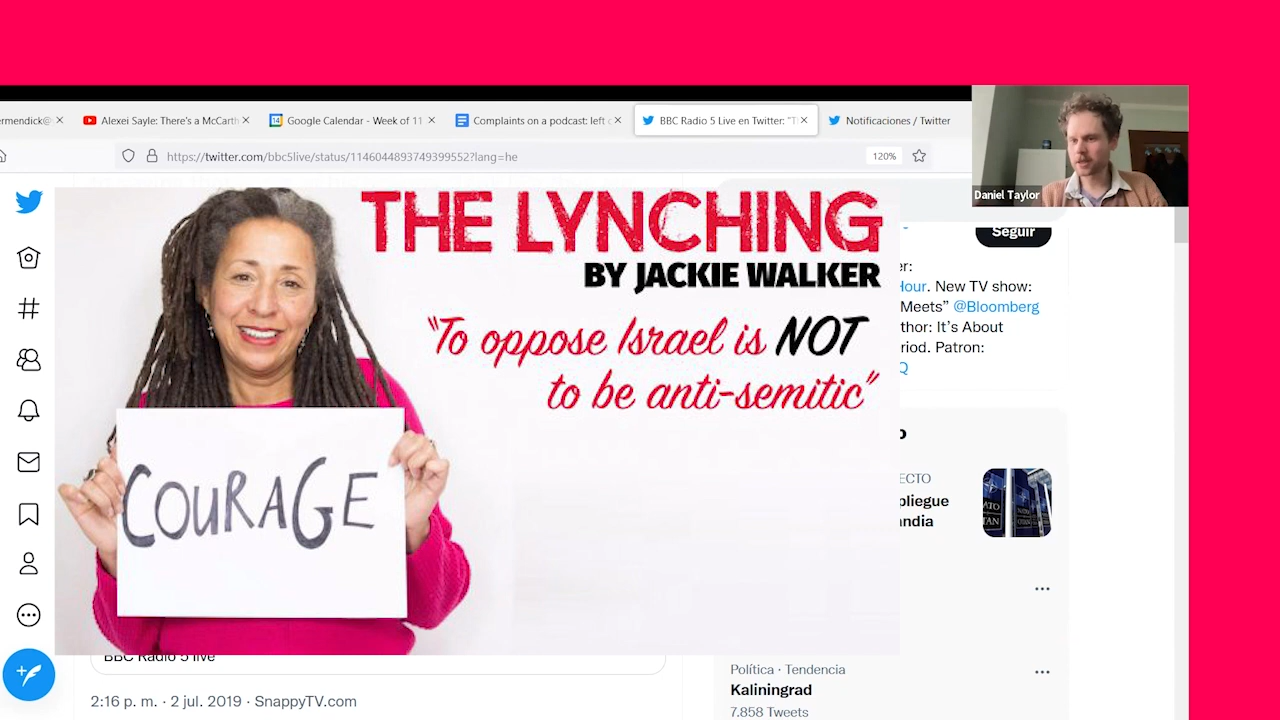 ermendick@
Alexei Sayle: There's a McCarth
Google Calendar - Week of 11
Complaints on a podcast: left c
BBC Radio 5 Live en Twitter: "T
Notificaciones / Twitter
https://twitter.com/bbc5live/status/1146044893749399552?lang=he
120%
Daniel Taylor
THE LYNCHING
BY JACKIE WALKER
"To oppose Israel is NOT
to be anti-semitic"
COURAGE
Seguir
er:
Hour. New TV show:
Meets" @Bloomberg
thor: It's About
riod. Patron:
Q
o
ECTO
pliegue
andia
NATO
OTAN
BBC Radio 5 live
2:16 p. m. · 2 jul. 2019 · SnappyTV.com
Política · Tendencia
Kaliningrad
7.858 Tweets